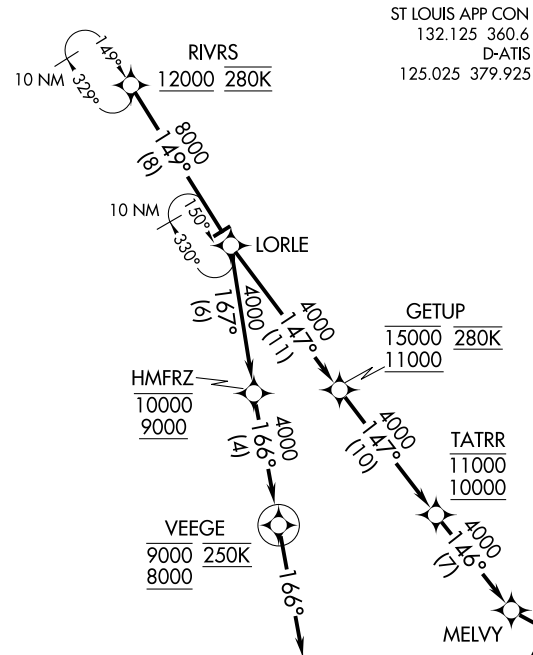 ST LOUIS APP CON
132.125 360.6
D-ATIS
125.025 379.925
RIVRS
12000 280K
10 NM
149°
329°
8000
149°
(8)
10 NM
150°
330°
LORLE
4000
167°
(6)
4000
147°
(11)
GETUP
15000 280K
11000
HMFRZ
10000
9000
4000
166°
(4)
4000
147°
(10)
TATRR
11000
10000
VEEGE
9000 250K
8000
166°
4000
146°
(7)
MELVY